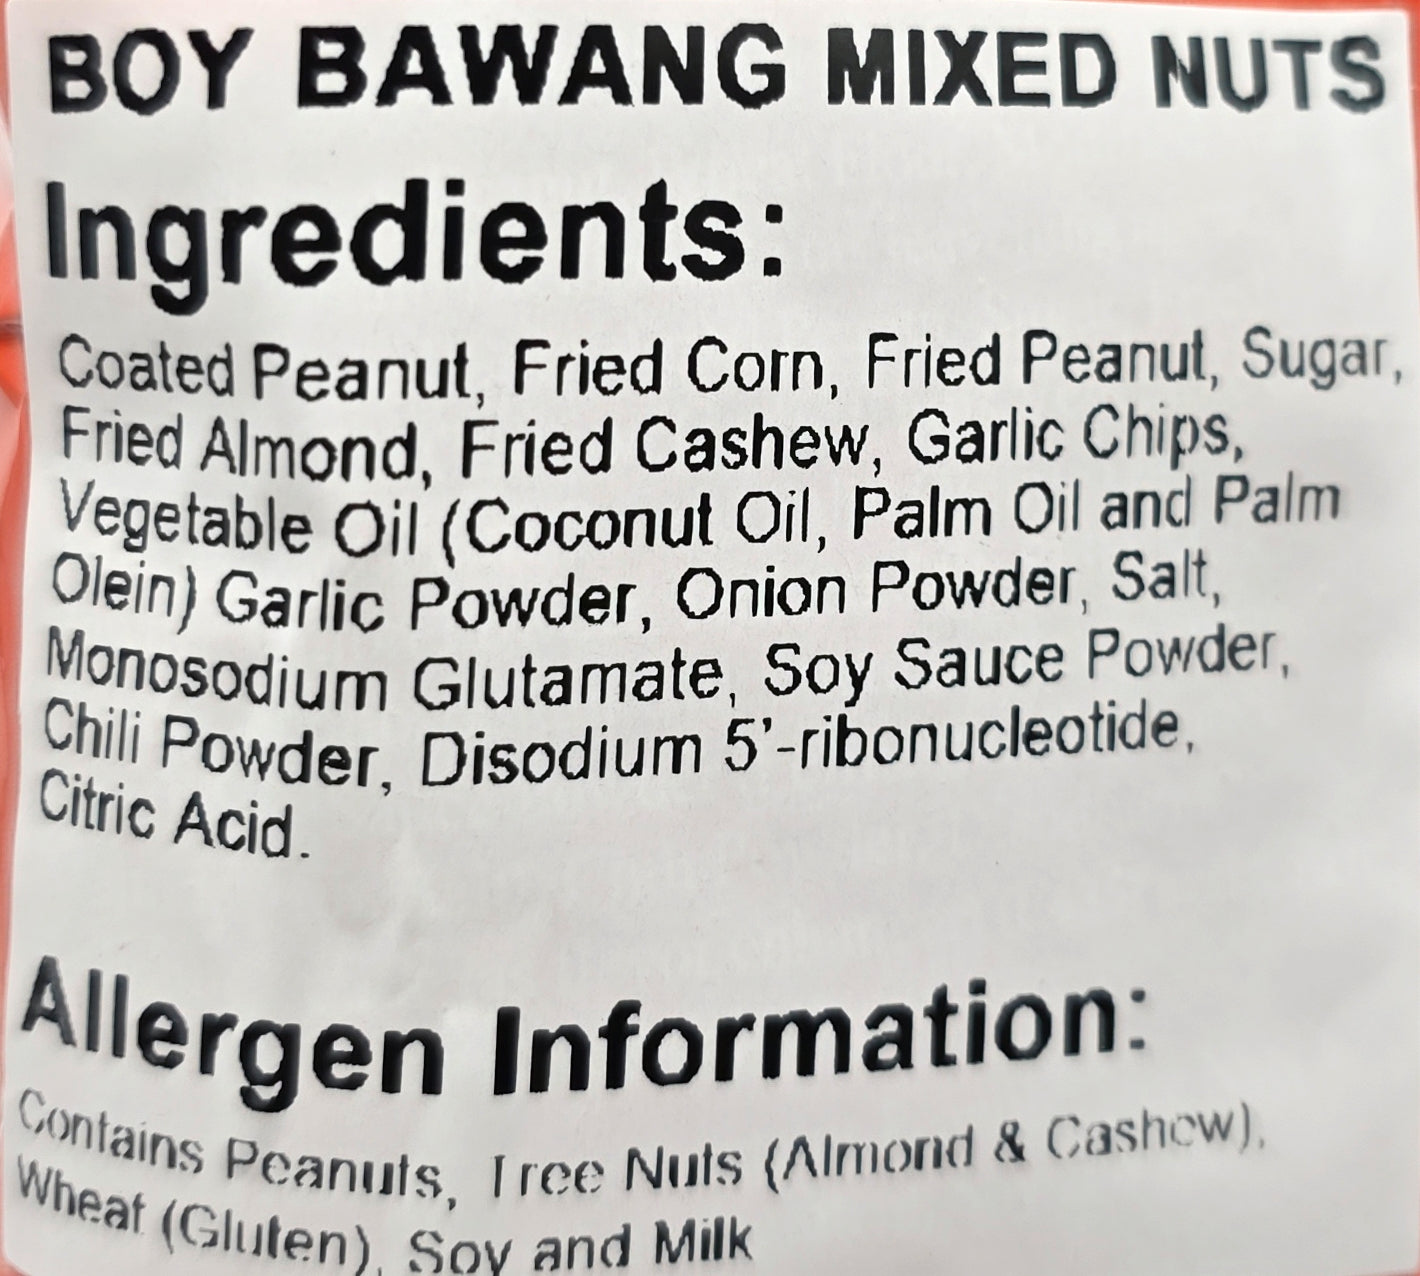 BOY BAWANG MIXED NUTS
Ingredients:
Coated Peanut, Fried Corn, Fried Peanut, Sugar,
Fried Almond, Fried Cashew, Garlic Chips,
Vegetable Oil (Coconut Oil, Palm Oil and Palm
Olein) Garlic Powder, Onion Powder, Salt,
Monosodium Glutamate, Soy Sauce Powder,
Chili Powder, Disodium 5'-ribonucleotide,
Citric Acid.
Allergen Information:
Contains Peanuts, Tree Nuts (Almond & Cashew),
Wheat (Gluten), Soy and Milk